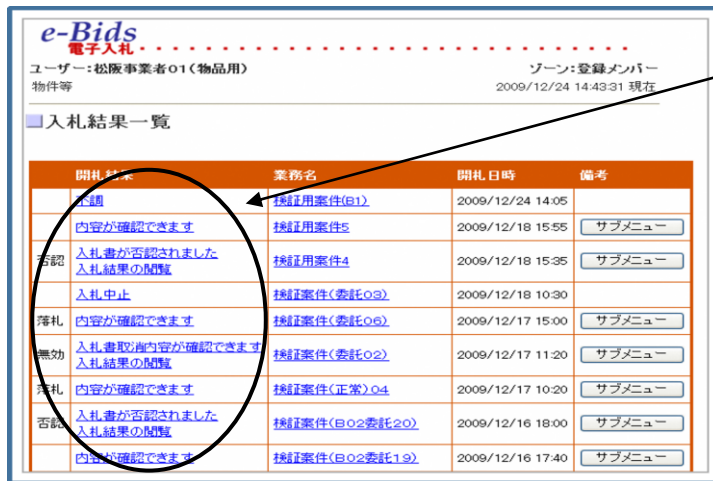 e-Bids
電子入札
ユーザー:松阪事業者01(物品用) ゾーン:登録メンバー
物件等 2009/12/24 14:43:31 現在
入札結果一覧
開札結果 業務名 開札日時 備考
不調 検証用案件(B1) 2009/12/24 14:05
内容が確認できます 検証用案件5 2009/12/18 15:55 サブメニュー
否認 入札書が否認されました 検証用案件4 2009/12/18 15:35 サブメニュー
入札結果の閲覧
入札中止 検証案件(委託03) 2009/12/18 10:30
落札 内容が確認できます 検証案件(委託06) 2009/12/17 15:00 サブメニュー
無効 入札書取消内容が確認できます 検証案件(委託02) 2009/12/17 11:20 サブメニュー
入札結果の閲覧
落札 内容が確認できます 検証案件(正常)04 2009/12/17 10:20 サブメニュー
否認 入札書が否認されました 検証案件(B02委託20) 2009/12/16 18:00 サブメニュー
入札結果の閲覧
内容が確認できます 検証案件(B02委託19) 2009/12/16 17:40 サブメニュー